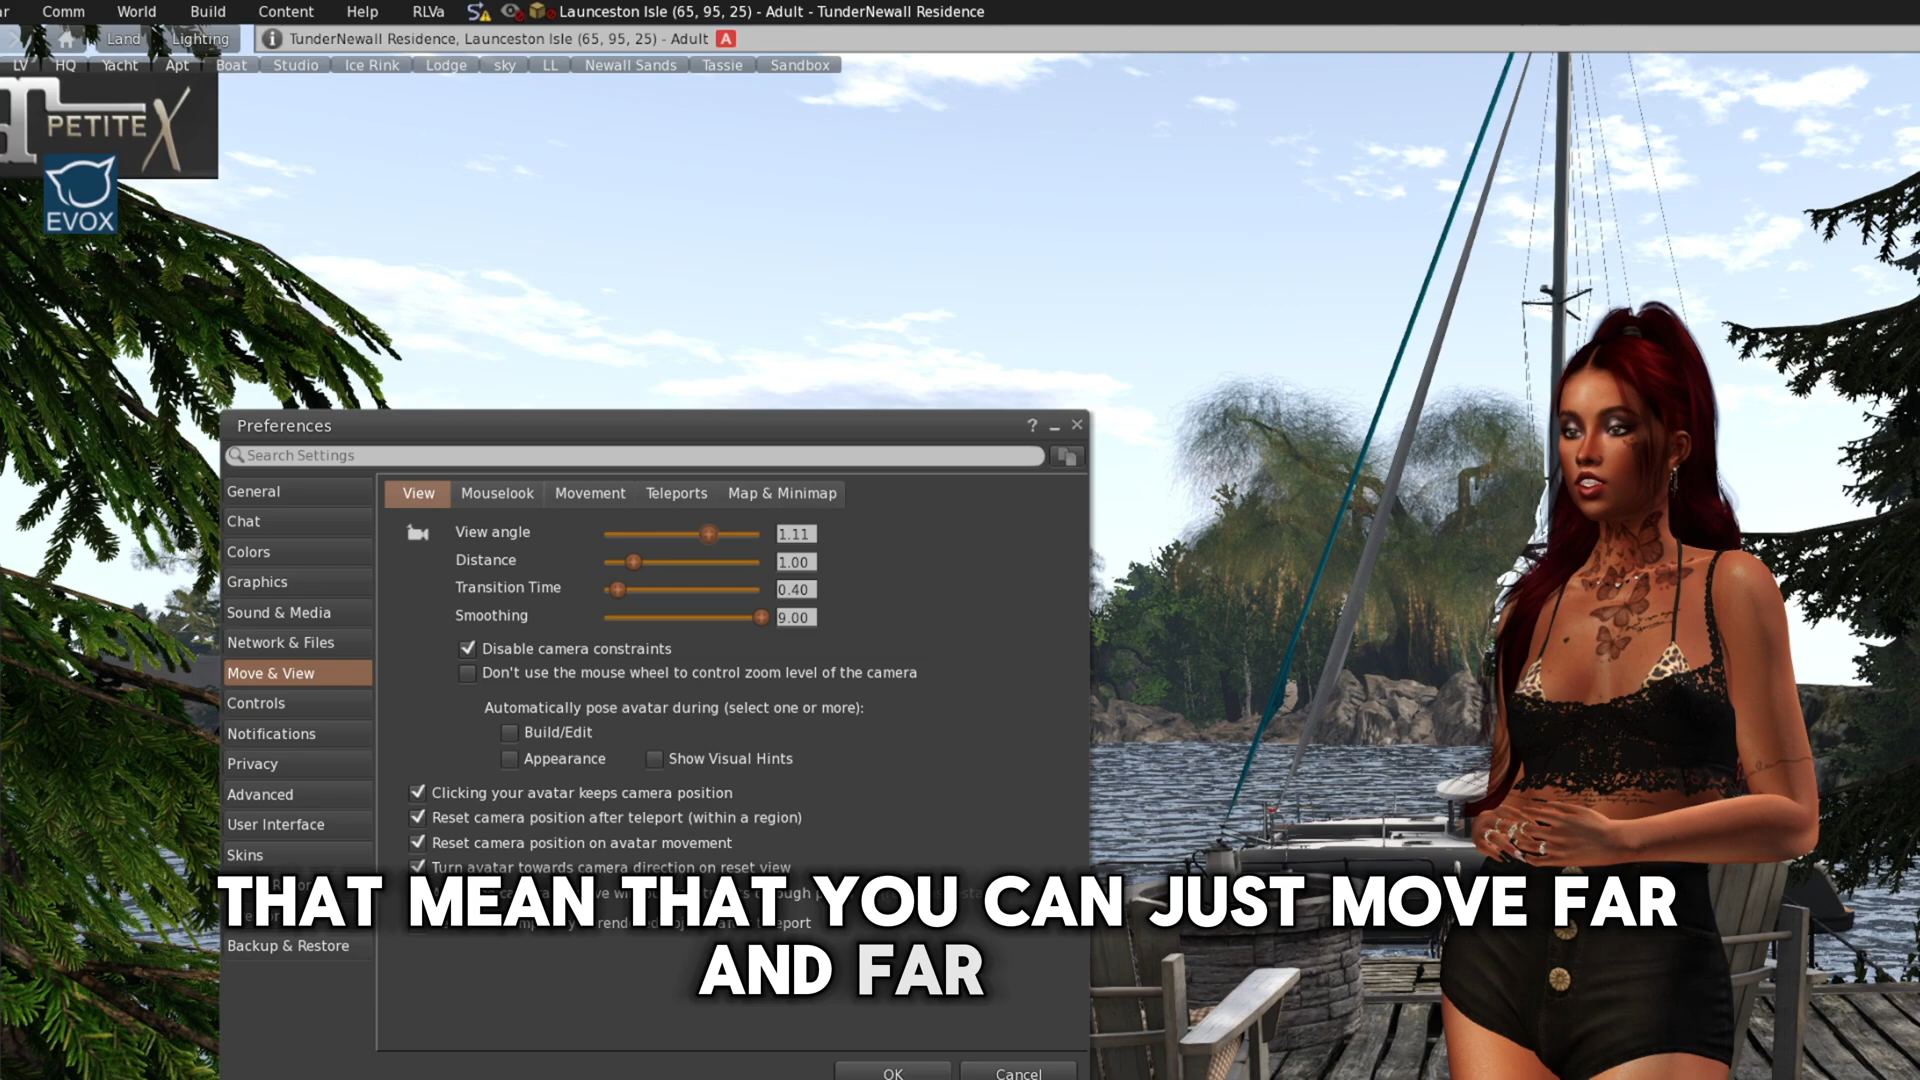 Comm World Build Content Help RLVa Launceston Isle (65, 95, 25) - Adult - TunderNewall Residence
Land Lighting TunderNewall Residence, Launceston Isle (65, 95, 25) - Adult A
LV HQ Yacht Apt Boat Studio Ice Rink Lodge sky LL Newall Sands Tassie Sandbox
PETITE X
EVOX
Preferences
Search Settings
General
Chat
Colors
Graphics
Sound & Media
Network & Files
Move & View
Controls
Notifications
Privacy
Advanced
User Interface
Skins
Backup & Restore
View Mouselook Movement Teleports Map & Minimap
View angle 1.11
Distance 1.00
Transition Time 0.40
Smoothing 9.00
Disable camera constraints
Don't use the mouse wheel to control zoom level of the camera
Automatically pose avatar during (select one or more):
Build/Edit
Appearance Show Visual Hints
Clicking your avatar keeps camera position
Reset camera position after teleport (within a region)
Reset camera position on avatar movement
Turn avatar towards camera direction on reset view
THAT MEAN THAT YOU CAN JUST MOVE FAR
AND FAR
OK Cancel